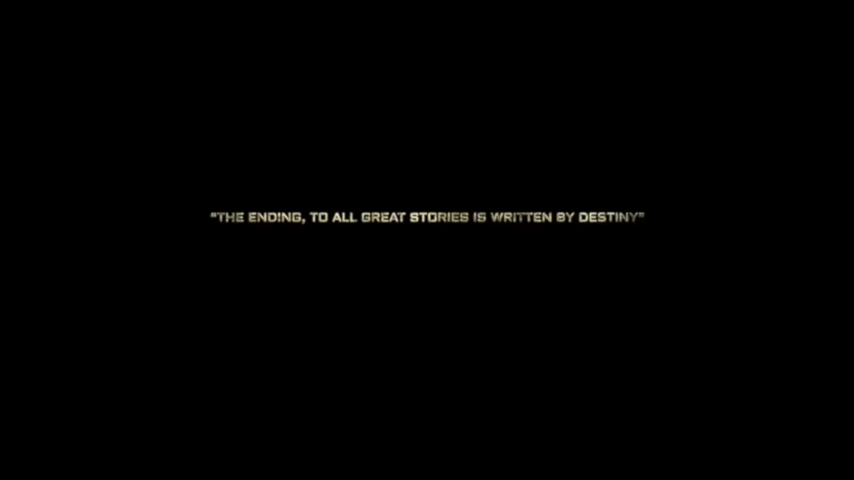 "THE ENDING, TO ALL GREAT STORIES IS WRITTEN BY DESTINY"